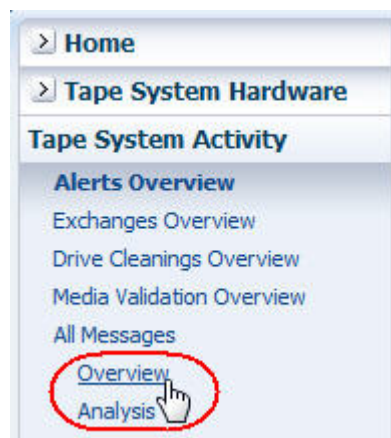 Home
Tape System Hardware
Tape System Activity
Alerts Overview
Exchanges Overview
Drive Cleanings Overview
Media Validation Overview
All Messages
Overview
Analysis